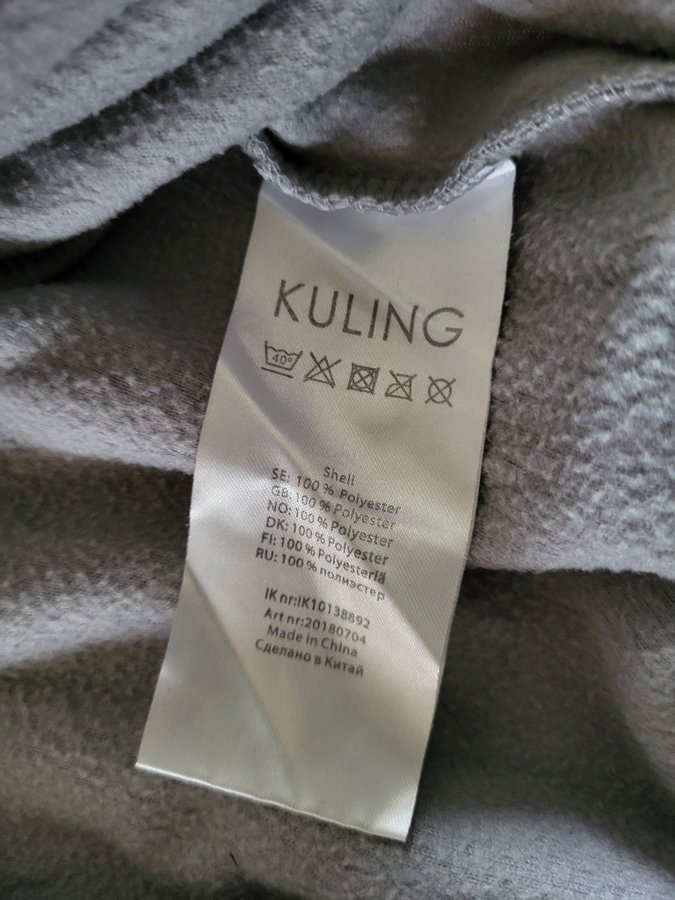 KULING
40°
Shell
SE: 100 % Polyester
GB: 100 % Polyester
NO: 100 % Polyester
DK: 100 % Polyester
FI: 100 % Polyesteriä
RU: 100 % полиэстер
IK nr:IK10138892
Art nr:20180704
Made in China
Сделано в Китай